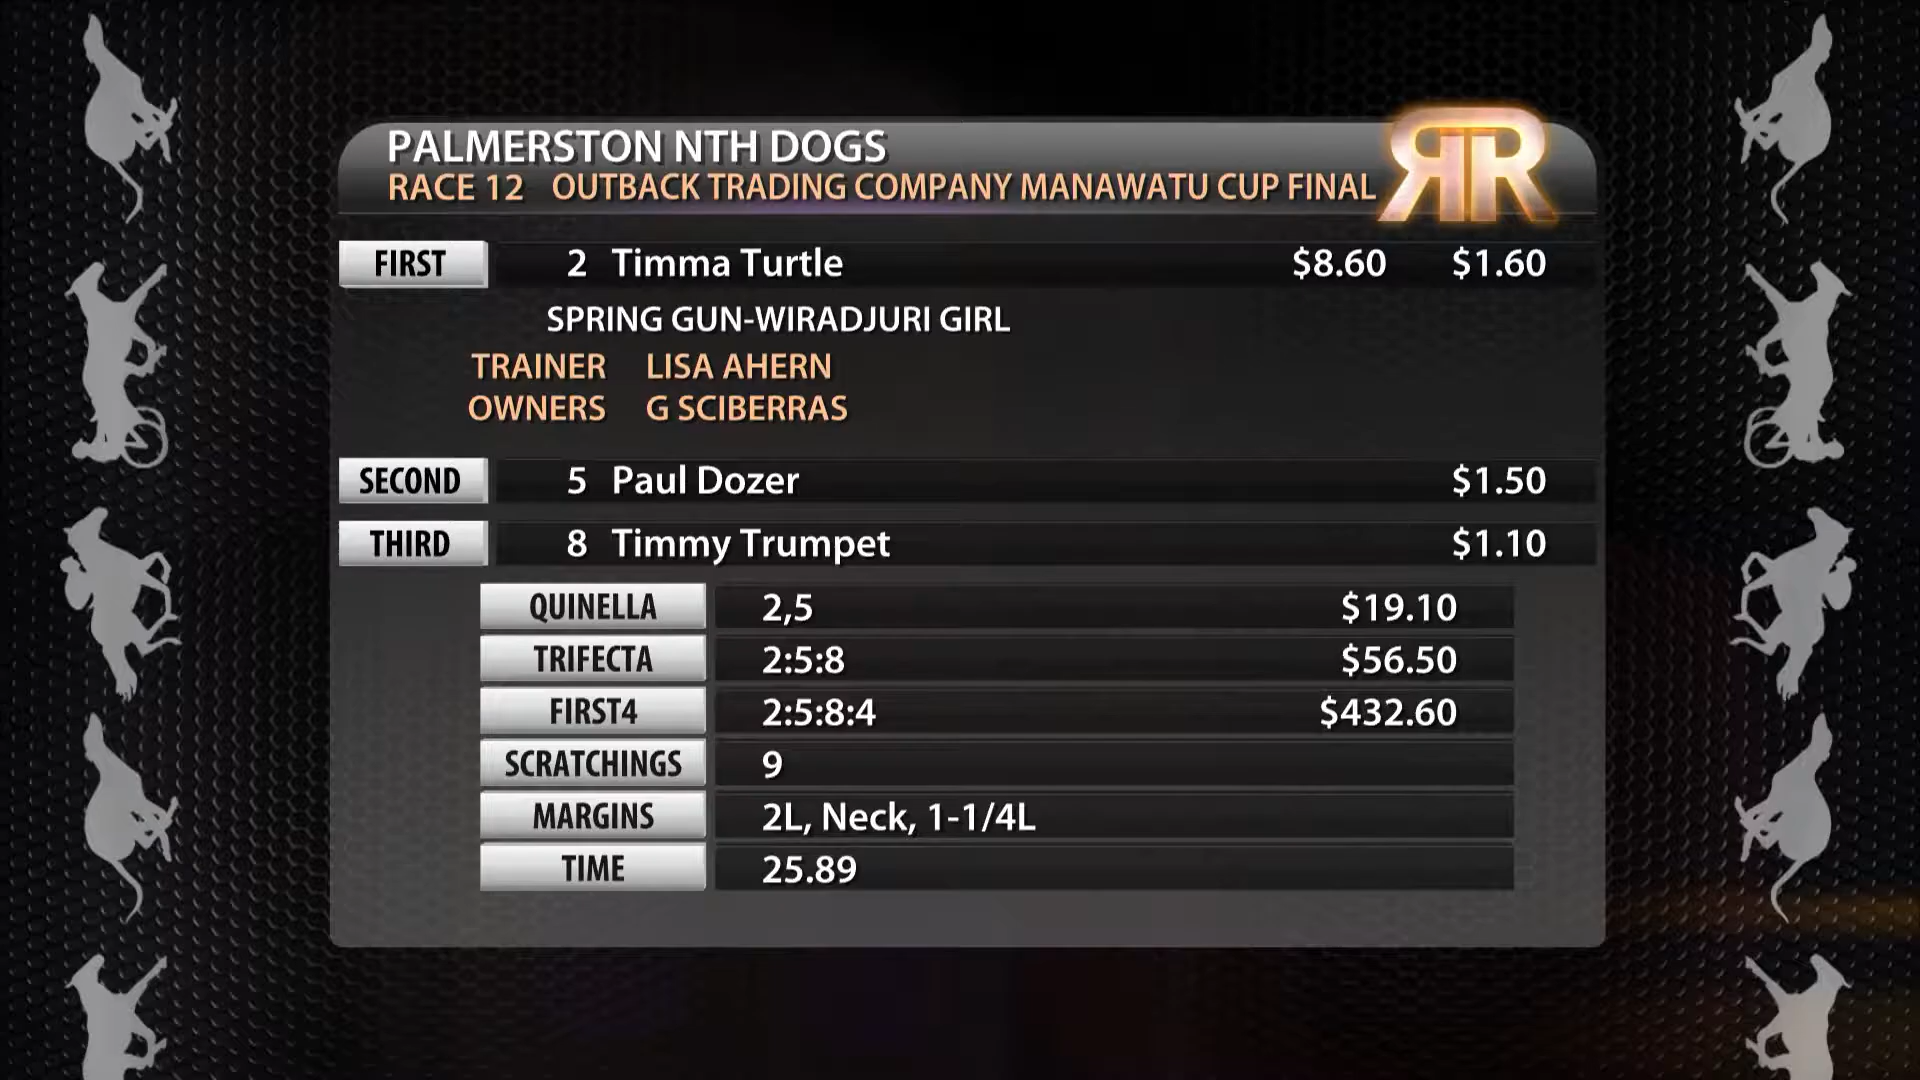 PALMERSTON NTH DOGS
RACE 12 OUTBACK TRADING COMPANY MANAWATU CUP FINAL
RR
FIRST 2 Timma Turtle $8.60 $1.60
SPRING GUN-WIRADJURI GIRL
TRAINER LISA AHERN
OWNERS G SCIBERRAS
SECOND 5 Paul Dozer $1.50
THIRD 8 Timmy Trumpet $1.10
QUINELLA 2,5 $19.10
TRIFECTA 2:5:8 $56.50
FIRST4 2:5:8:4 $432.60
SCRATCHINGS 9
MARGINS 2L, Neck, 1-1/4L
TIME 25.89